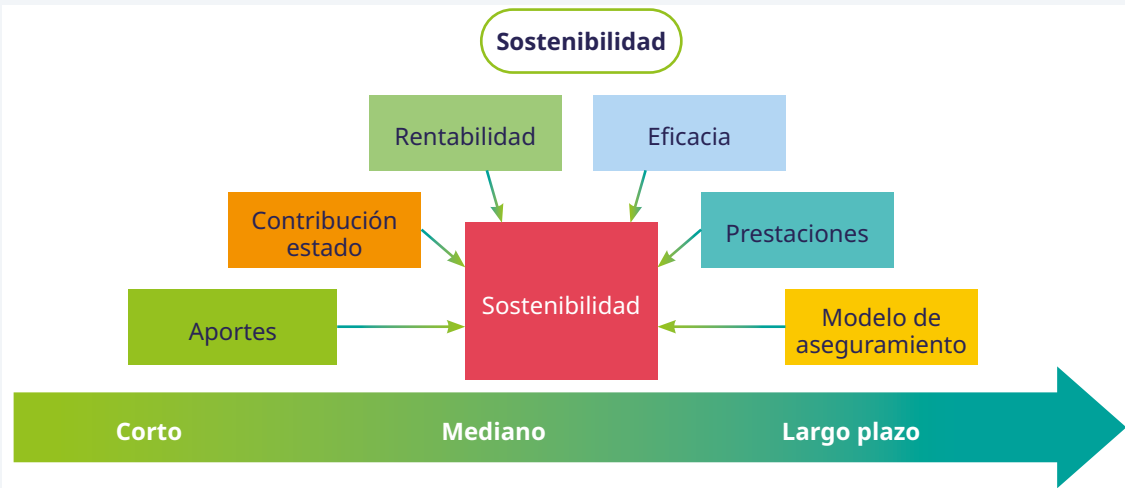 Sostenibilidad
Rentabilidad
Eficacia
Contribución
estado
Prestaciones
Sostenibilidad
Aportes
Modelo de
aseguramiento
Corto
Mediano
Largo plazo